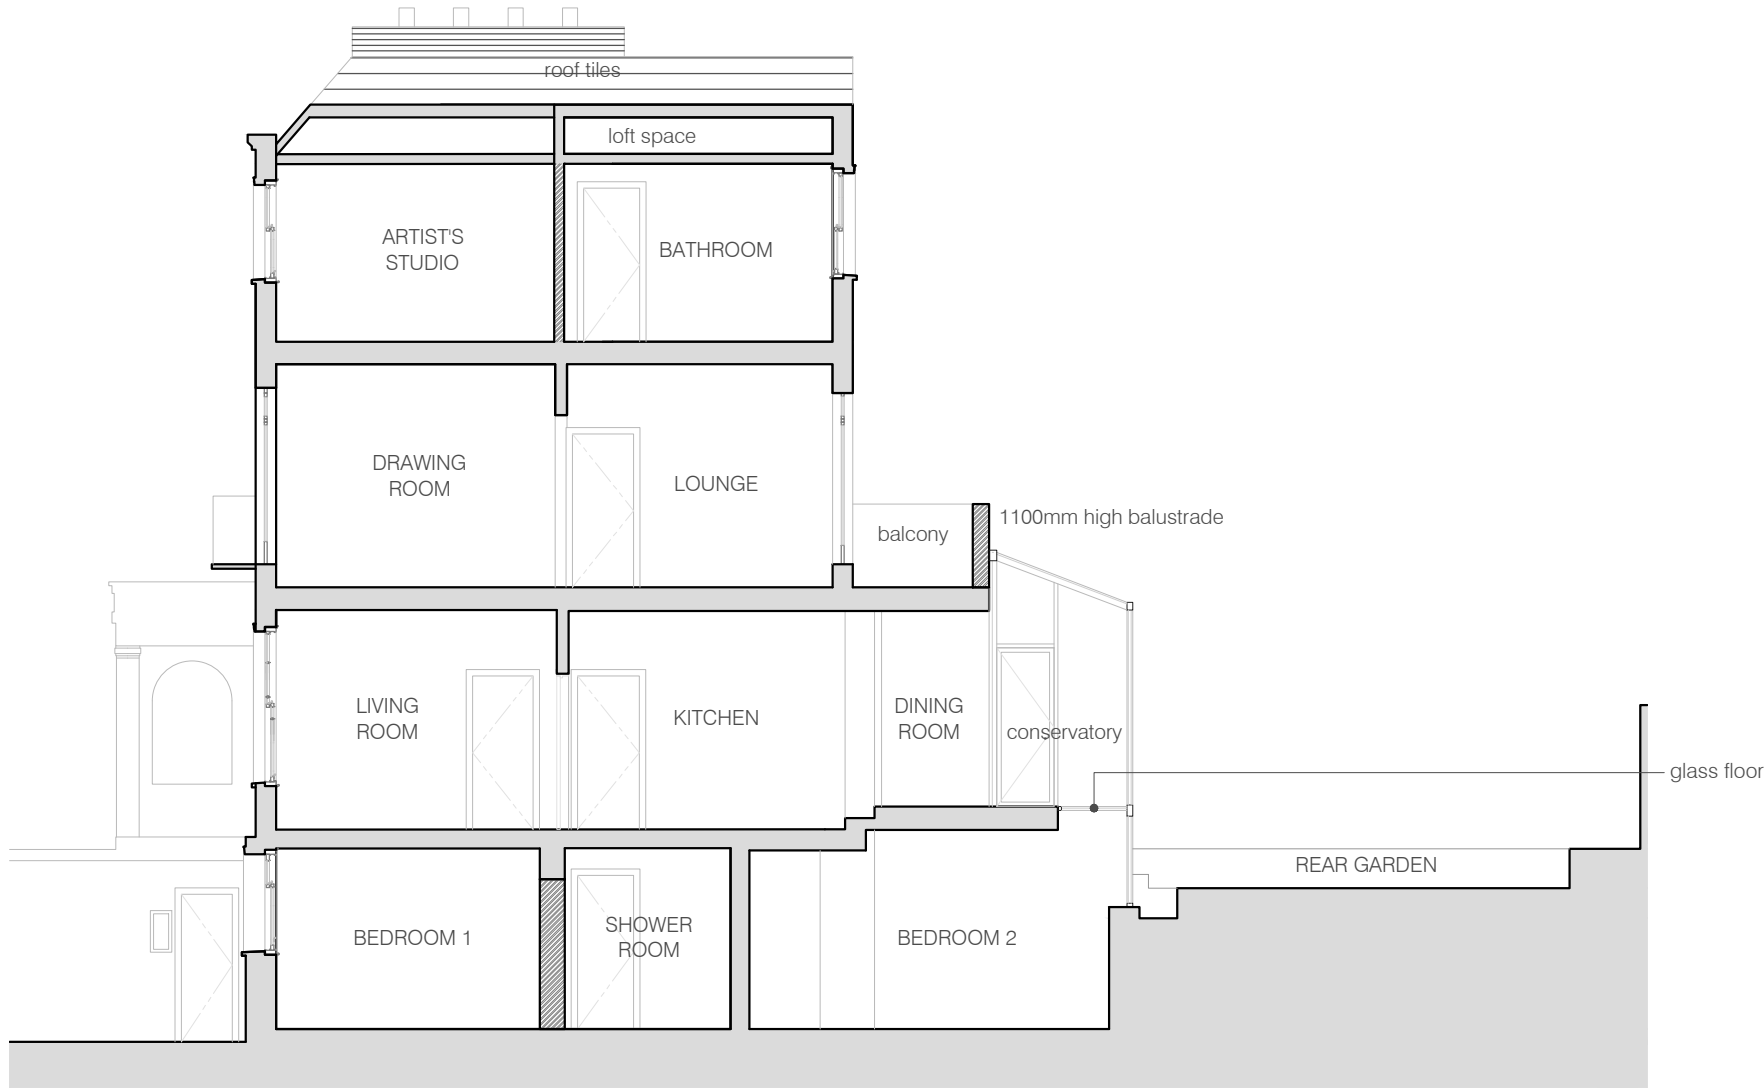 roof tiles
loft space
ARTIST'S
STUDIO
BATHROOM
DRAWING
ROOM
LOUNGE
balcony
1100mm high balustrade
LIVING
ROOM
KITCHEN
DINING
ROOM
conservatory
glass floor
REAR GARDEN
BEDROOM 1
SHOWER
ROOM
BEDROOM 2